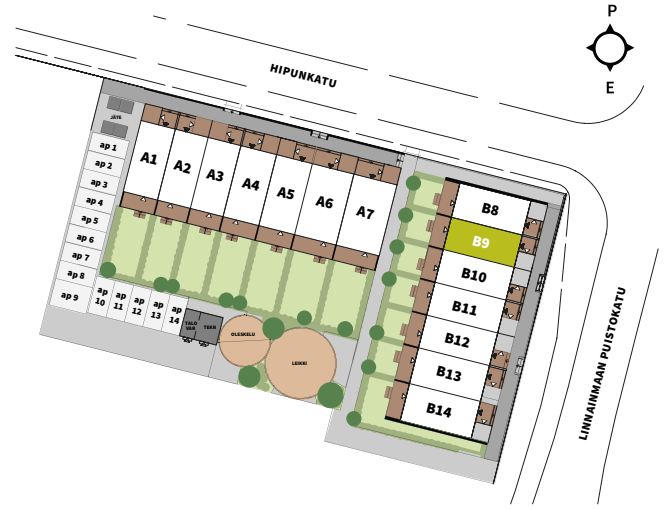 P
E
HIPUNKATU
LINNAINMAAN PUISTOKATU
JÄTE
ap 1
ap 2
ap 3
ap 4
ap 5
ap 6
ap 7
ap 8
ap 9
ap 10
ap 11
ap 12
ap 13
ap 14
A1
A2
A3
A4
A5
A6
A7
B8
B9
B10
B11
B12
B13
B14
TALO VAR
TEKN
OLESKELU
LEIKKI